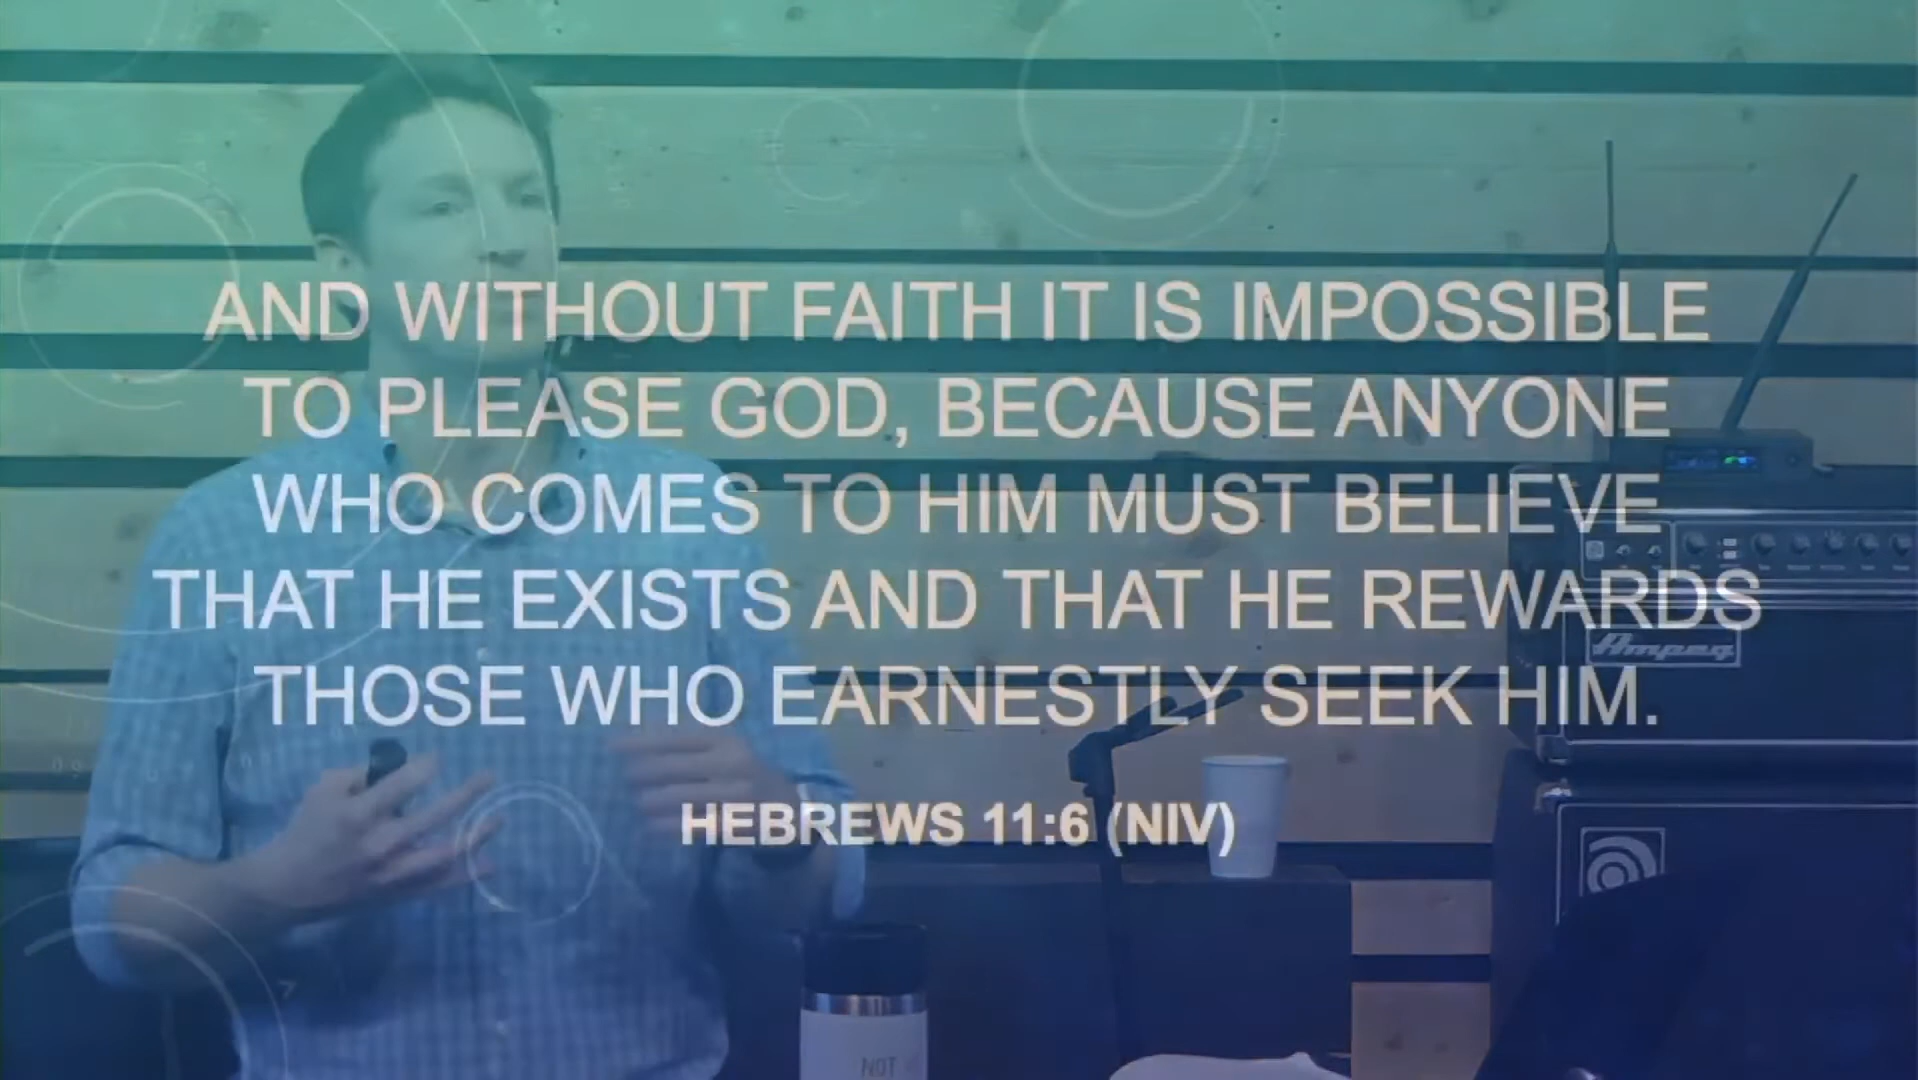 AND WITHOUT FAITH IT IS IMPOSSIBLE
TO PLEASE GOD, BECAUSE ANYONE
WHO COMES TO HIM MUST BELIEVE
THAT HE EXISTS AND THAT HE REWARDS
THOSE WHO EARNESTLY SEEK HIM.
HEBREWS 11:6 (NIV)
Ampeg